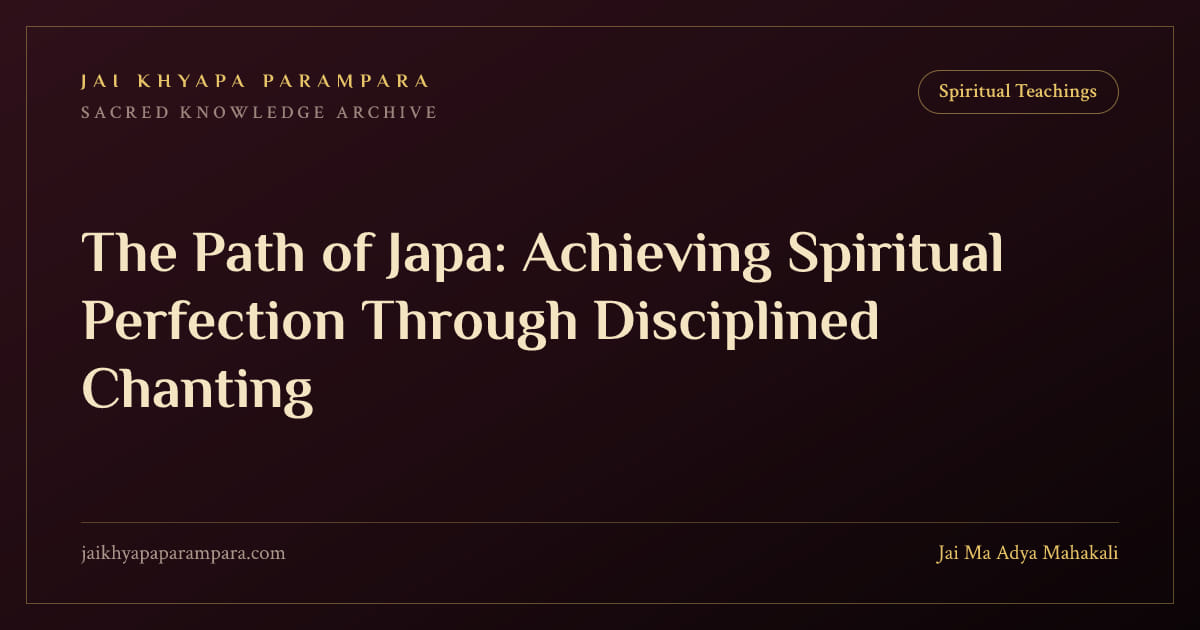 JAI KHYAPA PARAMPARA
SACRED KNOWLEDGE ARCHIVE
Spiritual Teachings
The Path of Japa: Achieving Spiritual
Perfection Through Disciplined
Chanting
jaikhyapaparampara.com
Jai Ma Adya Mahakali